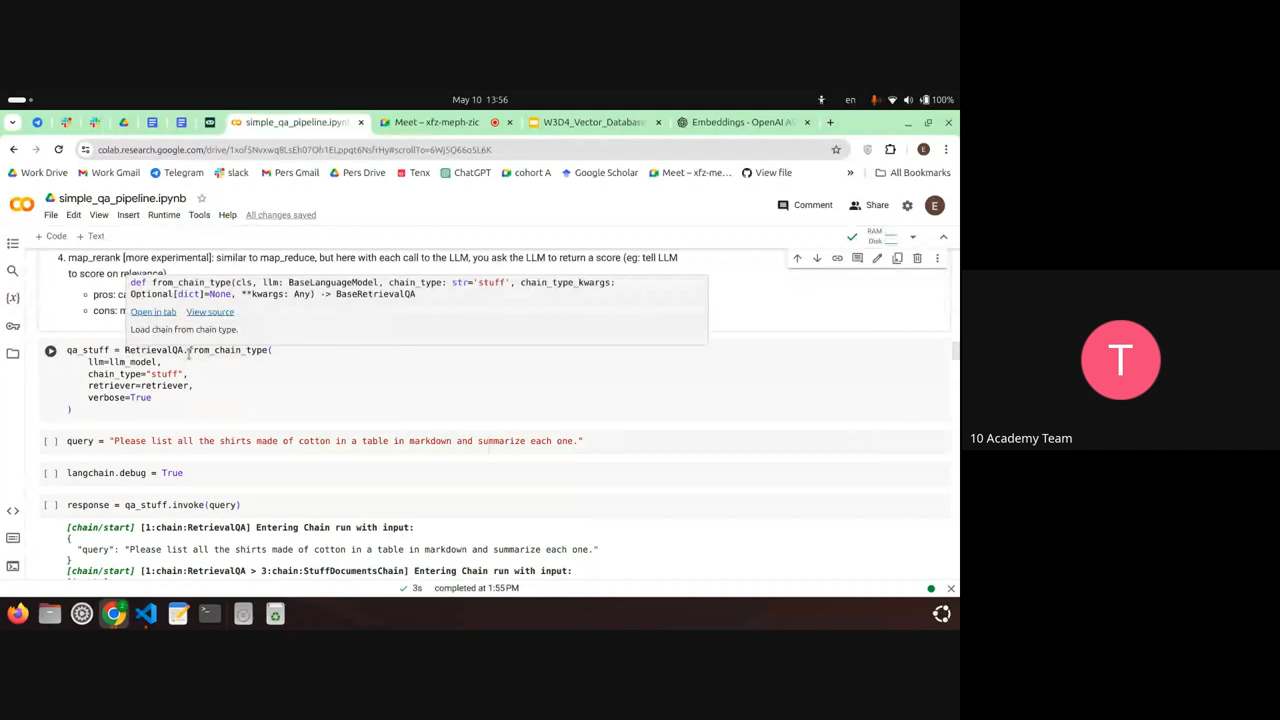 May 10 13:56
en
100%
simple_qa_pipeline.ipynb
Meet – xfz-meph-zic
W3D4_Vector_Database
Embeddings - OpenAI A
colab.research.google.com/drive/1xof5Nvxwq8LsEh07Qh1ELppqt6NsfrHy#scrollTo=6Wj5Q66o5L6K
Work Drive
Work Gmail
Telegram
slack
Pers Gmail
Pers Drive
Tenx
ChatGPT
cohort A
Google Scholar
Meet – xfz-me...
View file
»
All Bookmarks
simple_qa_pipeline.ipynb
Comment
Share
E
File Edit View Insert Runtime Tools Help All changes saved
+ Code + Text
RAM
Disk
4. map_rerank [more experimental]: similar to map_reduce, but here with each call to the LLM, you ask the LLM to return a score (eg: tell LLM
to score on relevance)
pros: ca
cons: m
def from_chain_type(cls, llm: BaseLanguageModel, chain_type: str='stuff', chain_type_kwargs:
Optional[dict]=None, **kwargs: Any) -> BaseRetrievalQA
Open in tab View source
Load chain from chain type.
qa_stuff = RetrievalQA.from_chain_type(
llm=llm_model,
chain_type="stuff",
retriever=retriever,
verbose=True
)
[ ] query = "Please list all the shirts made of cotton in a table in markdown and summarize each one."
[ ] langchain.debug = True
[ ] response = qa_stuff.invoke(query)
[chain/start] [1:chain:RetrievalQA] Entering Chain run with input:
{
"query": "Please list all the shirts made of cotton in a table in markdown and summarize each one."
}
[chain/start] [1:chain:RetrievalQA > 3:chain:StuffDocumentsChain] Entering Chain run with input:
3s completed at 1:55 PM
T
10 Academy Team